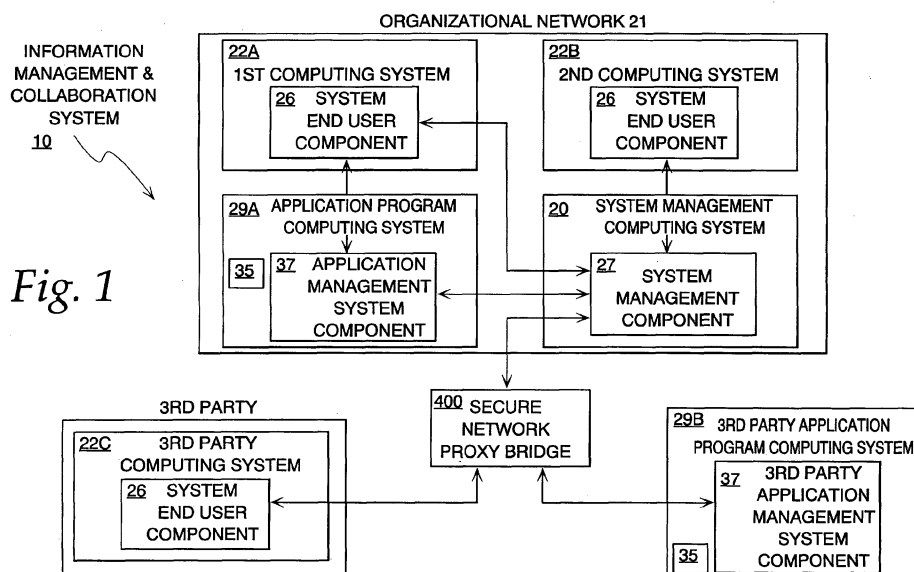 ORGANIZATIONAL NETWORK 21
INFORMATION
MANAGEMENT &
COLLABORATION
SYSTEM
10
22A
1ST COMPUTING SYSTEM
26 SYSTEM
END USER
COMPONENT
22B
2ND COMPUTING SYSTEM
26 SYSTEM
END USER
COMPONENT
29A APPLICATION PROGRAM
COMPUTING SYSTEM
35
37 APPLICATION
MANAGEMENT
SYSTEM
COMPONENT
20 SYSTEM MANAGEMENT
COMPUTING SYSTEM
27 SYSTEM
MANAGEMENT
COMPONENT
Fig. 1
400 SECURE
NETWORK
PROXY BRIDGE
3RD PARTY
22C 3RD PARTY
COMPUTING SYSTEM
26 SYSTEM
END USER
COMPONENT
29B 3RD PARTY APPLICATION
PROGRAM COMPUTING SYSTEM
37 3RD PARTY
APPLICATION
MANAGEMENT
SYSTEM
COMPONENT
35